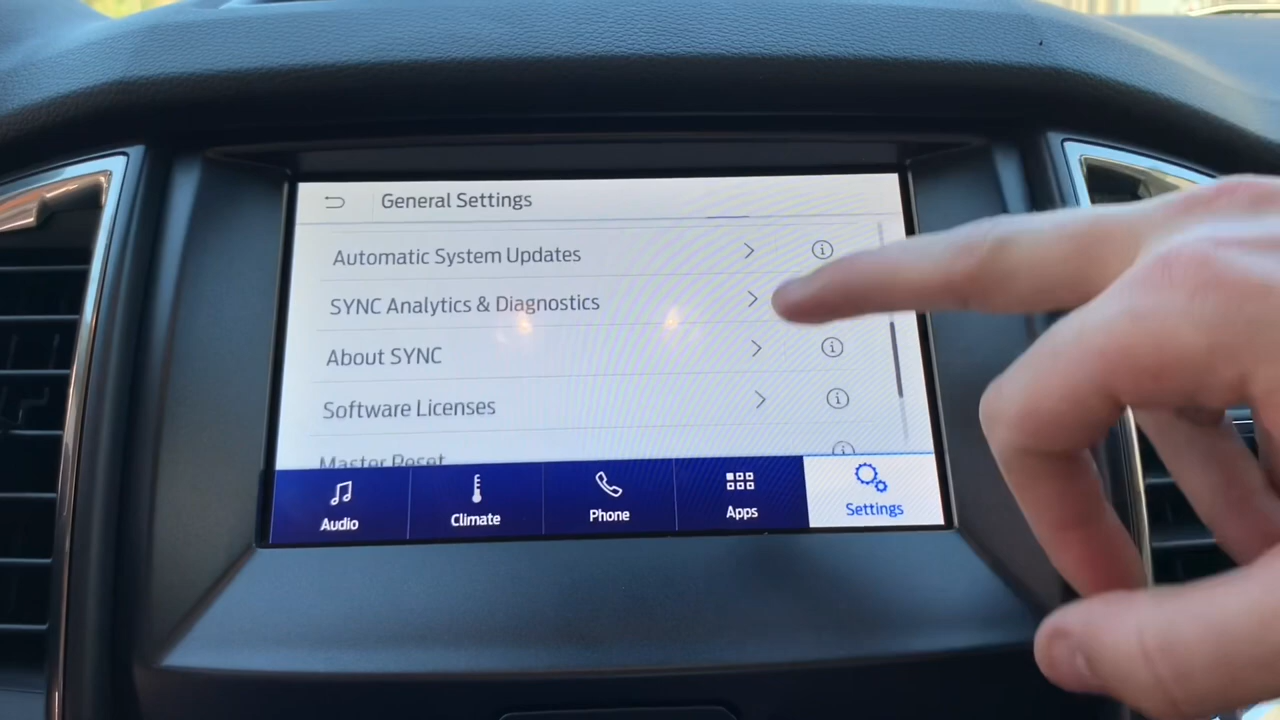 General Settings
Automatic System Updates
SYNC Analytics & Diagnostics
About SYNC
Software Licenses
Master Reset
Audio
Climate
Phone
Apps
Settings